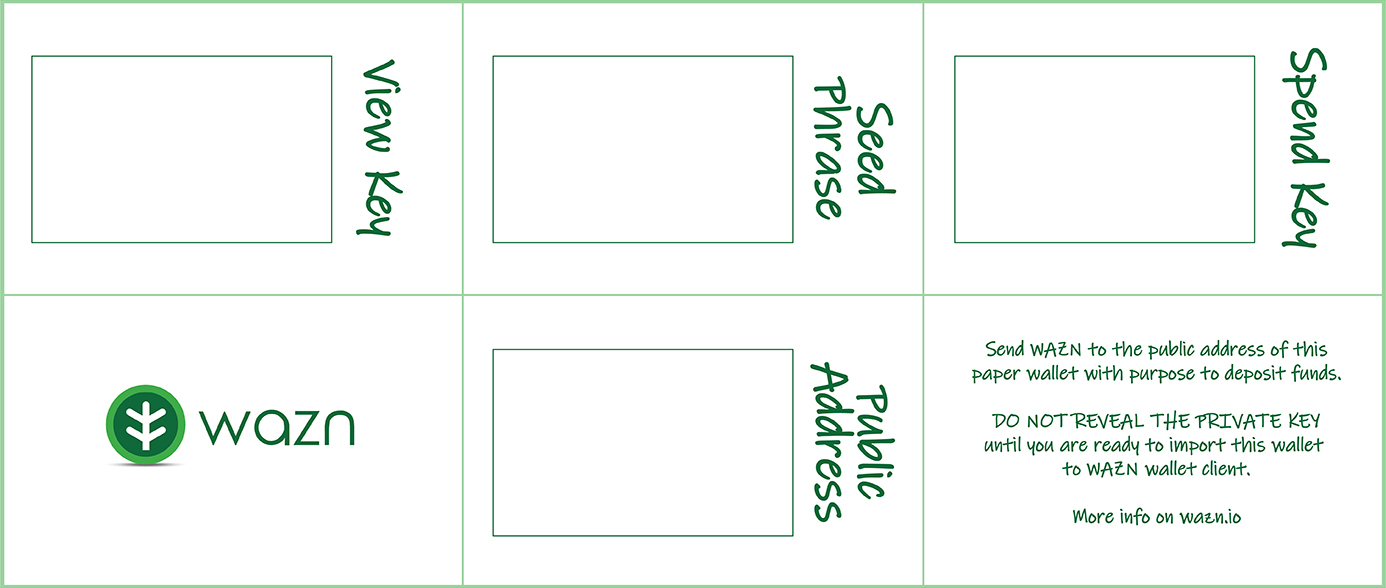 View Key
Seed
Phrase
Spend Key
wazn
Public
Address
Send WAZN to the public address of this
paper wallet with purpose to deposit funds.
DO NOT REVEAL THE PRIVATE KEY
until you are ready to import this wallet
to WAZN wallet client.
More info on wazn.io